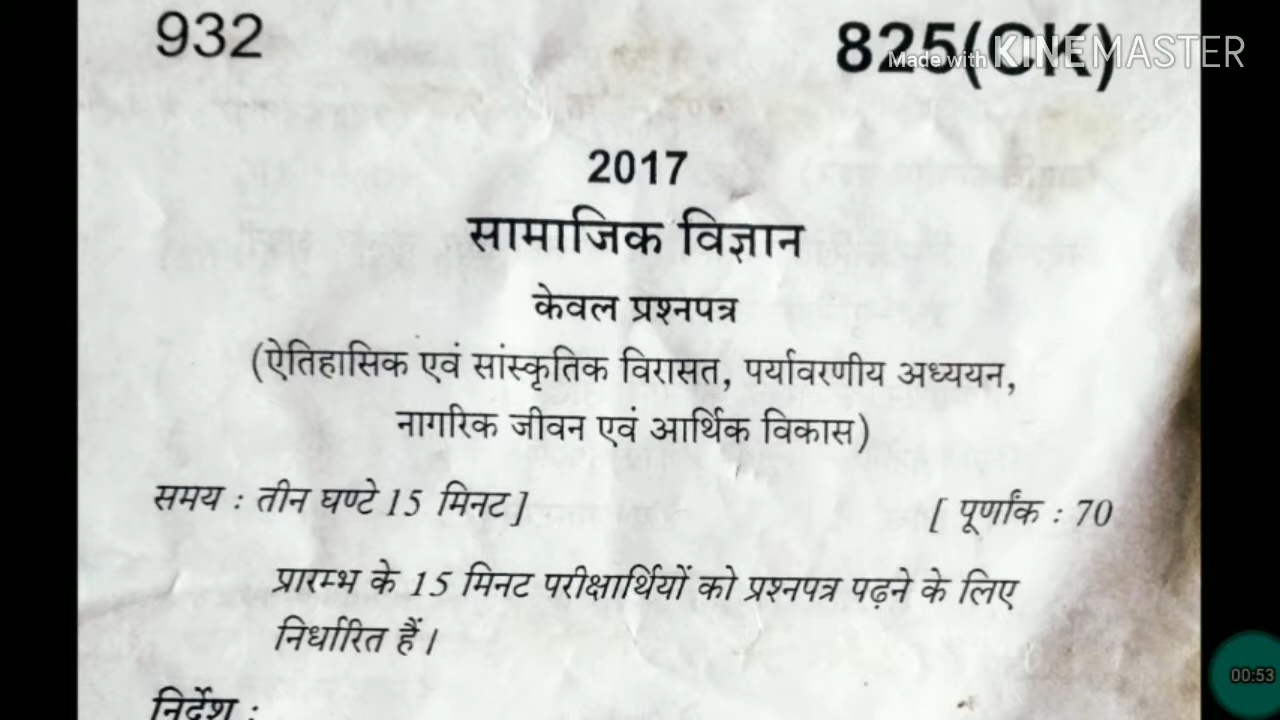 932
825(CK)
Made with KINEMASTER
2017
सामाजिक विज्ञान
केवल प्रश्नपत्र
(ऐतिहासिक एवं सांस्कृतिक विरासत, पर्यावरणीय अध्ययन,
नागरिक जीवन एवं आर्थिक विकास)
समय : तीन घण्टे 15 मिनट]
[ पूर्णांक : 70
प्रारम्भ के 15 मिनट परीक्षार्थियों को प्रश्नपत्र पढ़ने के लिए
निर्धारित हैं।
निर्देश :
00:53